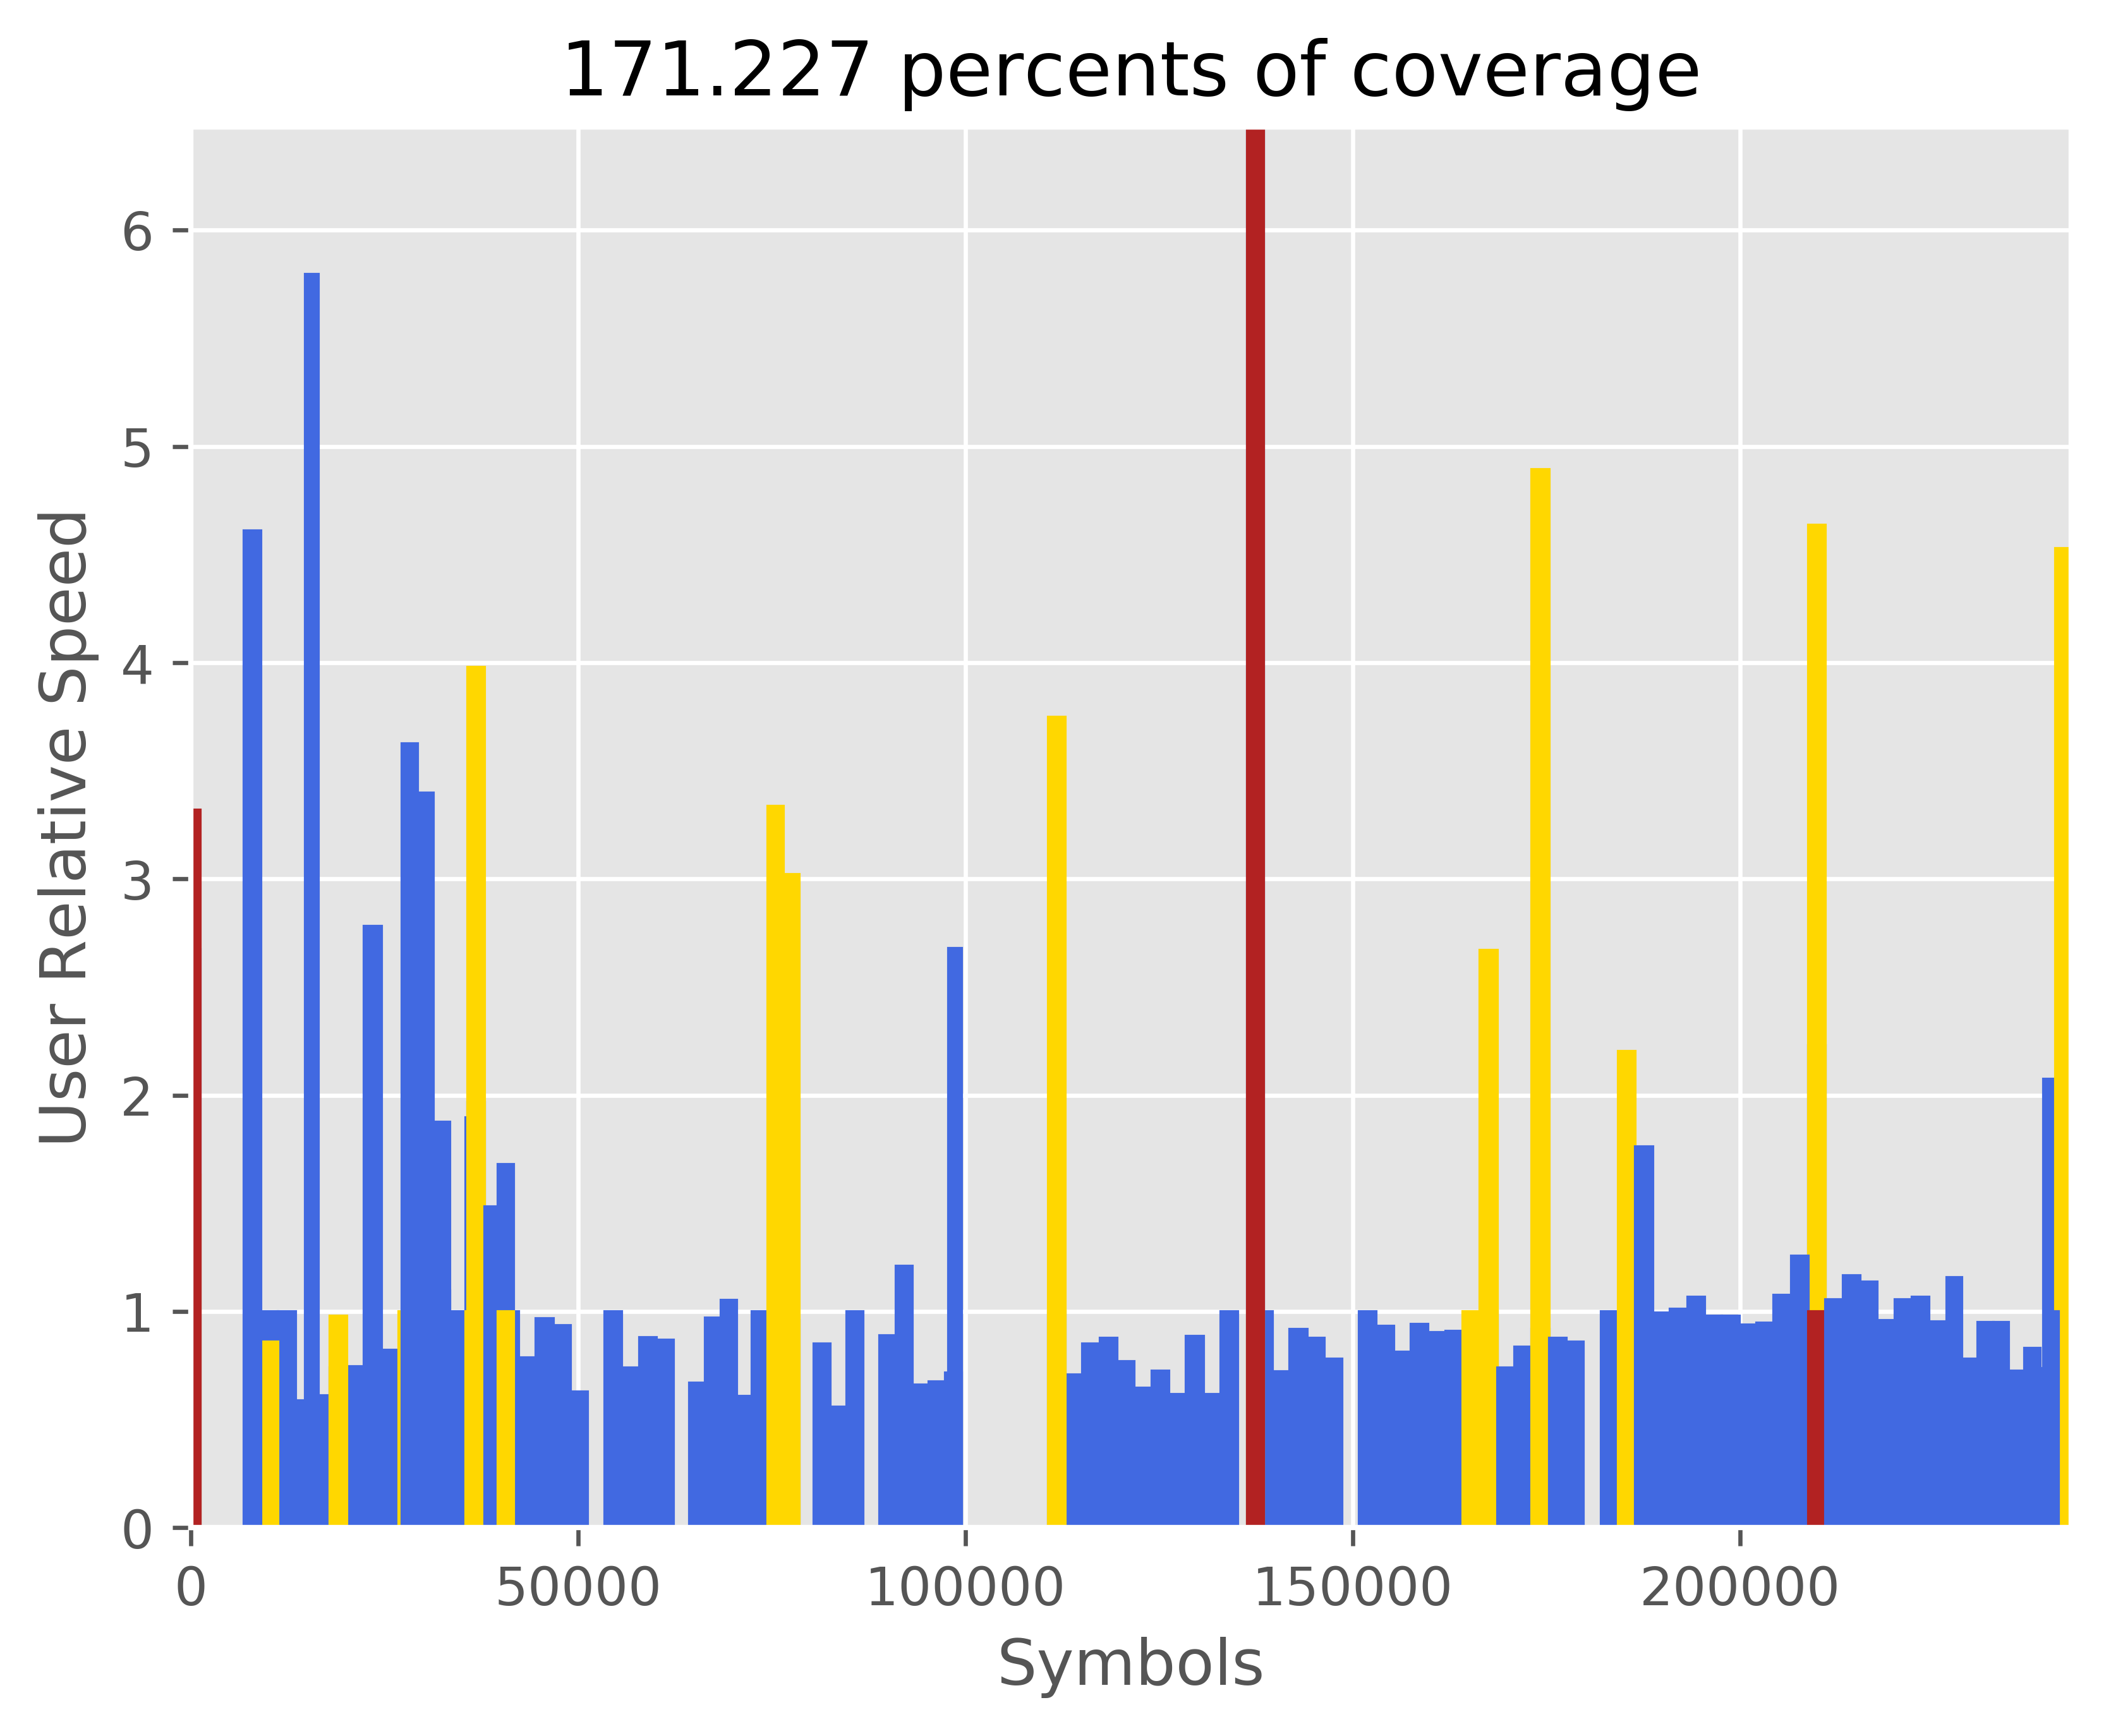 171.227 percents of coverage
User Relative Speed
6
5
4
3
2
1
0
0 50000 100000 150000 200000
Symbols